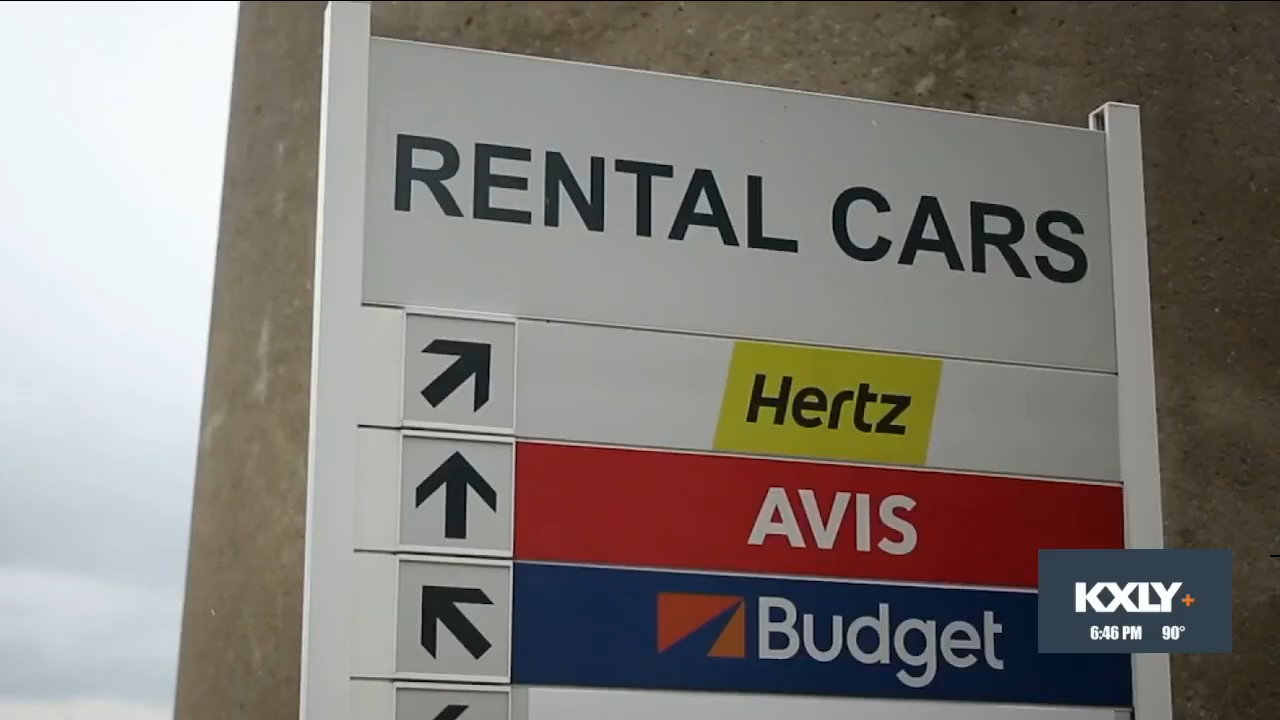 RENTAL CARS
Hertz
AVIS
Budget
KXLY+
6:46 PM 90°